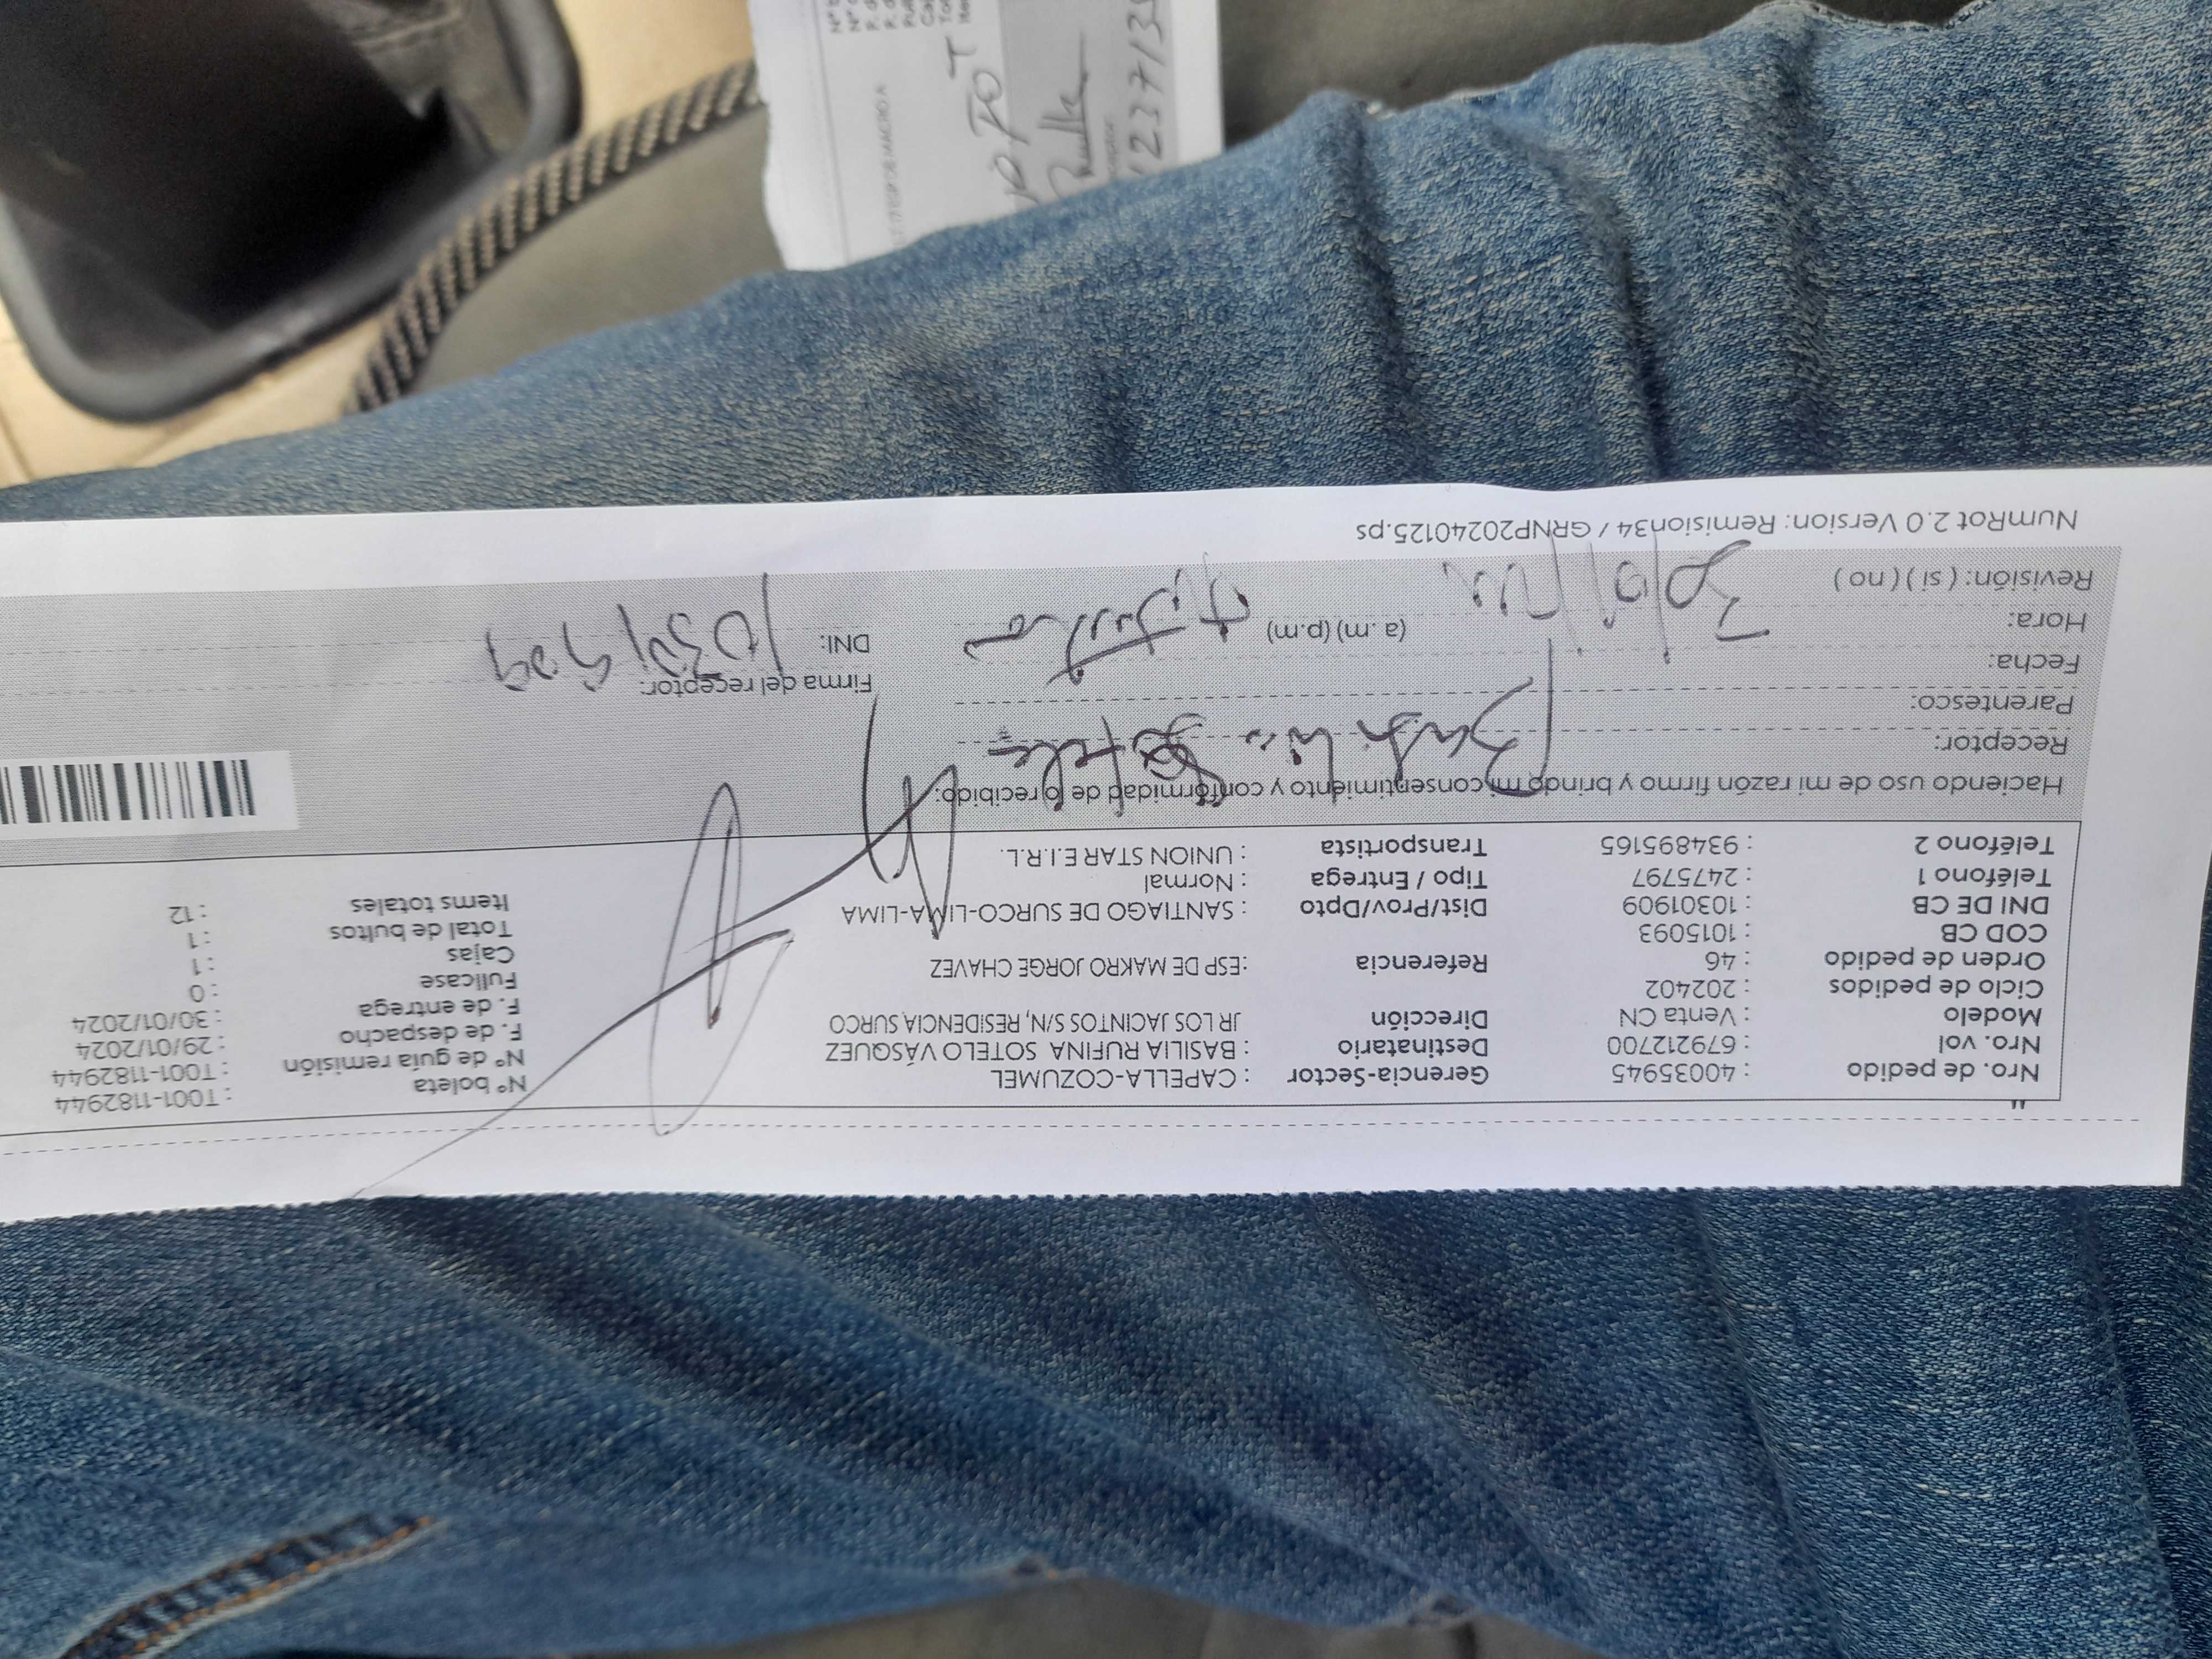 Nro. de pedido : 40035945 Gerencia-Sector : CAPELLA-COZUMEL Nº boleta : T001-1182944
Nro. vol : 679212700 Destinatario : BASILIA RUFINA SOTELO VÁSQUEZ Nº de guía remisión : T001-1182944
Modelo : Venta CN Dirección JR LOS JACINTOS S/N, RESIDENCIA SURCO F. de despacho : 29/01/2024
Ciclo de pedidos : 202402 F. de entrega : 30/01/2024
Orden de pedido : 46 Referencia :ESP DE MAKRO JORGE CHAVEZ Fullcase : 0
COD CB : 1015093 Cajas : 1
DNI DE CB : 10301909 Dist/Prov/Dpto : SANTIAGO DE SURCO-LIMA-LIMA Total de bultos : 1
Teléfono 1 : 2475797 Tipo / Entrega : Normal Items totales : 12
Teléfono 2 : 934895165 Transportista : UNION STAR E.I.R.L.
Haciendo uso de mi razón firmo y brindo mi consentimiento y conformidad de lo recibido:
Receptor: Basilia Sotelo
Parentesco:
Fecha: Firma del receptor:
Hora: (a.m) (p.m) DNI: 10301909
Revisión: ( si ) ( no )
NumRot 2.0 Version: Remision34 / GRNP20240125.ps